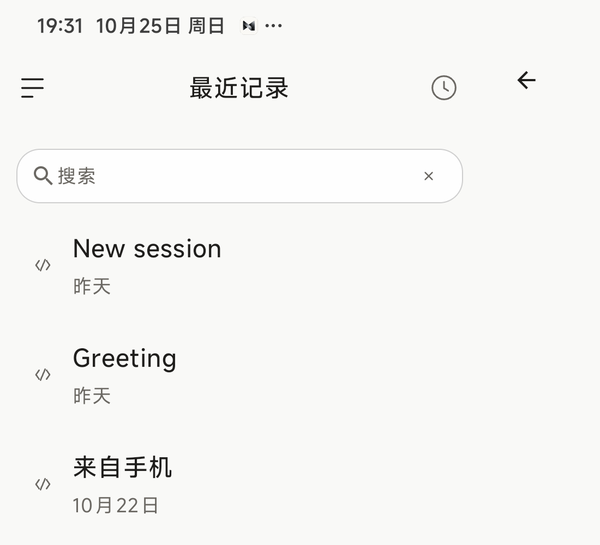 19:31 10月25日 周日
最近记录
搜索
New session
昨天
Greeting
昨天
来自手机
10月22日